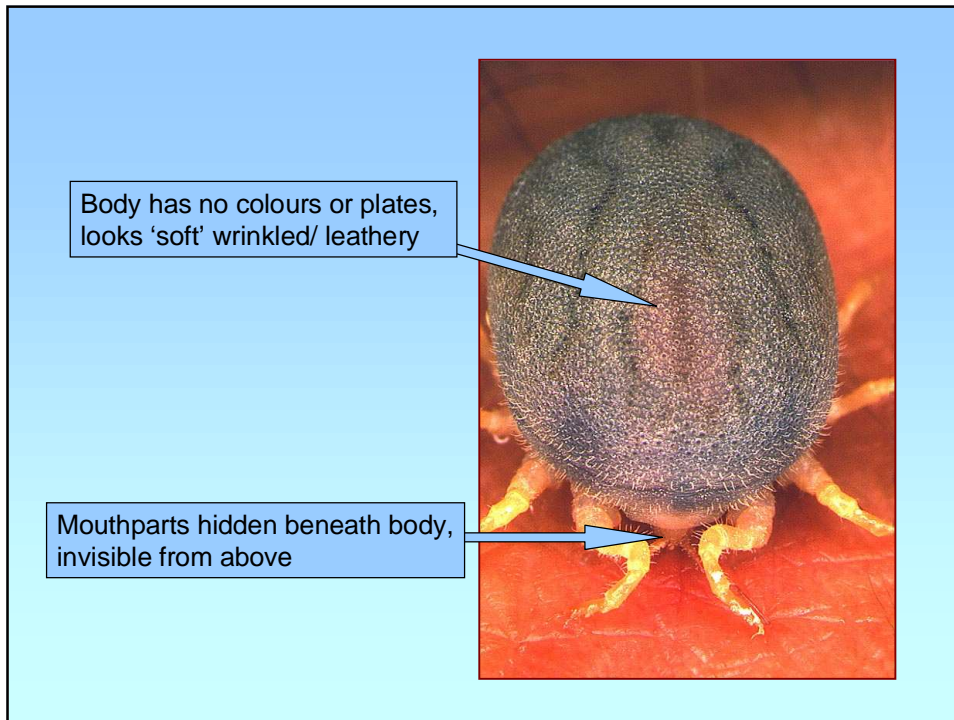 Body has no colours or plates,
looks ‘soft’ wrinkled/ leathery
Mouthparts hidden beneath body,
invisible from above